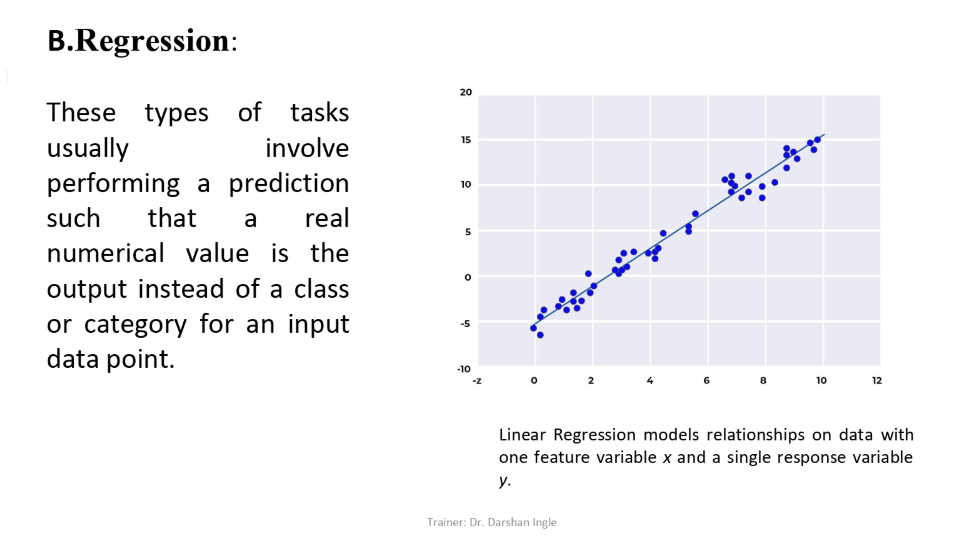 B.Regression:
These types of tasks
usually involve
performing a prediction
such that a real
numerical value is the
output instead of a class
or category for an input
data point.
20
15
10
5
0
-5
-10
-z 0 2 4 6 8 10 12
Linear Regression models relationships on data with
one feature variable x and a single response variable
y.
Trainer: Dr. Darshan Ingle